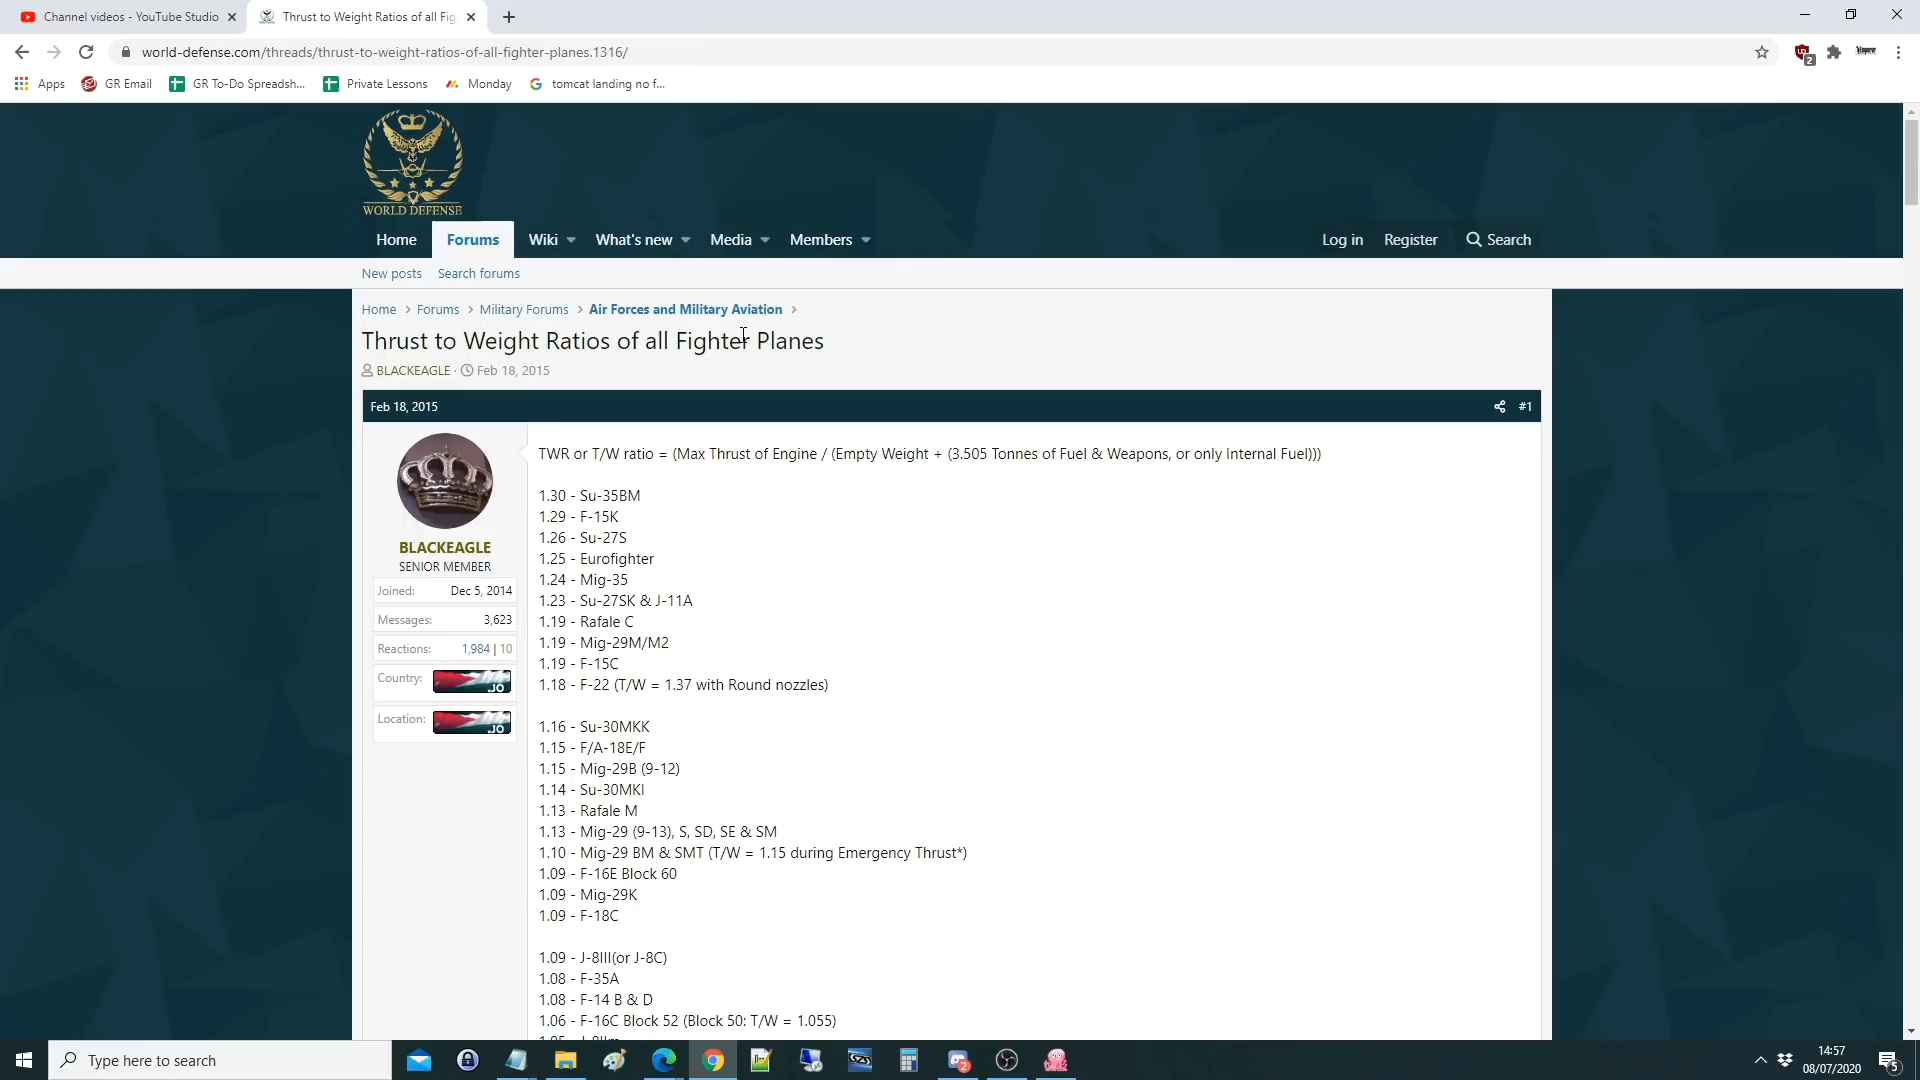 Channel videos - YouTube Studio
Thrust to Weight Ratios of all Fig
world-defense.com/threads/thrust-to-weight-ratios-of-all-fighter-planes.1316/
2
Apps
GR Email
GR To-Do Spreadsh...
Private Lessons
Monday
tomcat landing no f...
WORLD DEFENSE
Home
Forums
Wiki
What's new
Media
Members
Log in
Register
Search
New posts
Search forums
Home > Forums > Military Forums > Air Forces and Military Aviation >
Thrust to Weight Ratios of all Fighter Planes
BLACKEAGLE · Feb 18, 2015
Feb 18, 2015
#1
BLACKEAGLE
SENIOR MEMBER
Joined: Dec 5, 2014
Messages: 3,623
Reactions: 1,984 | 10
Country: .JO
Location: .JO
TWR or T/W ratio = (Max Thrust of Engine / (Empty Weight + (3.505 Tonnes of Fuel & Weapons, or only Internal Fuel)))
1.30 - Su-35BM
1.29 - F-15K
1.26 - Su-27S
1.25 - Eurofighter
1.24 - Mig-35
1.23 - Su-27SK & J-11A
1.19 - Rafale C
1.19 - Mig-29M/M2
1.19 - F-15C
1.18 - F-22 (T/W = 1.37 with Round nozzles)
1.16 - Su-30MKK
1.15 - F/A-18E/F
1.15 - Mig-29B (9-12)
1.14 - Su-30MKI
1.13 - Rafale M
1.13 - Mig-29 (9-13), S, SD, SE & SM
1.10 - Mig-29 BM & SMT (T/W = 1.15 during Emergency Thrust*)
1.09 - F-16E Block 60
1.09 - Mig-29K
1.09 - F-18C
1.09 - J-8III(or J-8C)
1.08 - F-35A
1.08 - F-14 B & D
1.06 - F-16C Block 52 (Block 50: T/W = 1.055)
Type here to search
2
14:57
08/07/2020
5